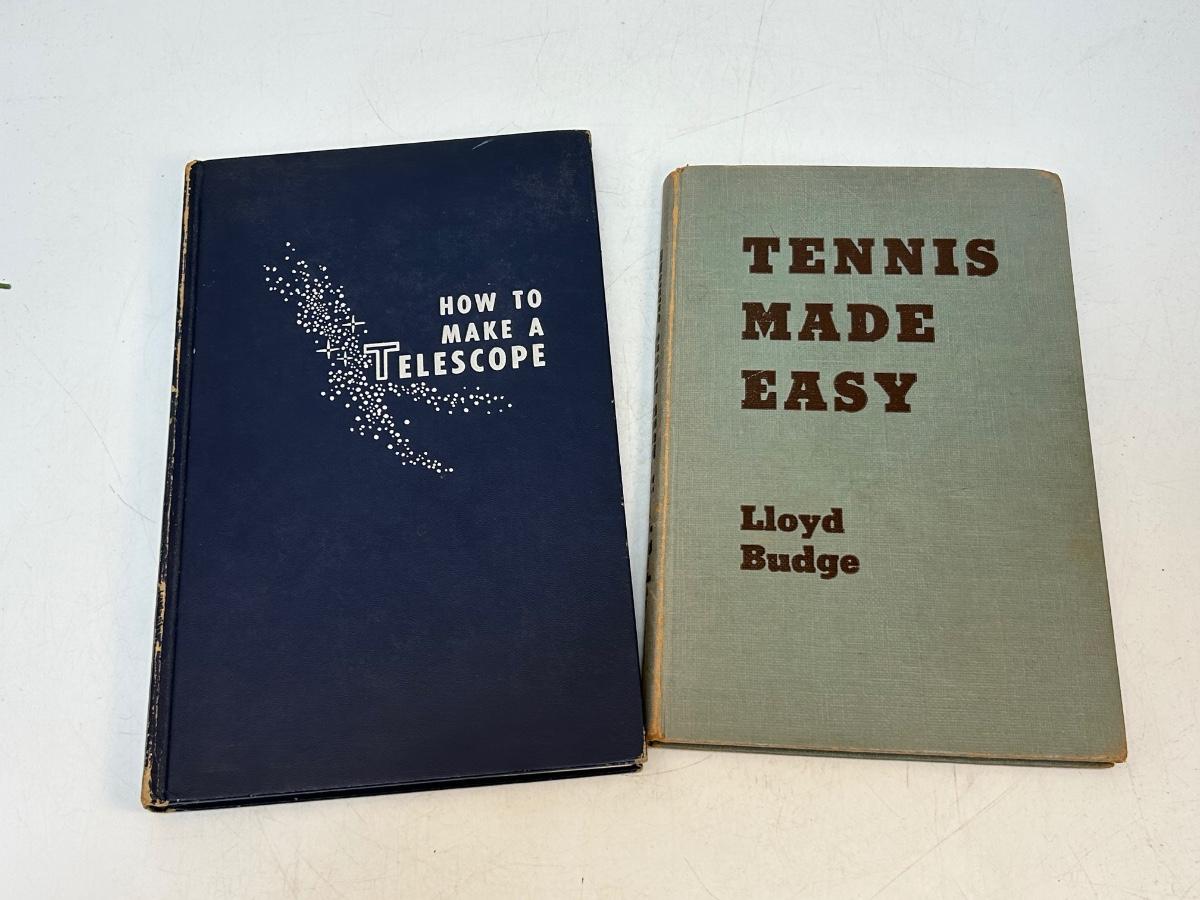 HOW TO
MAKE A
TELESCOPE
TENNIS
MADE
EASY
Lloyd
Budge